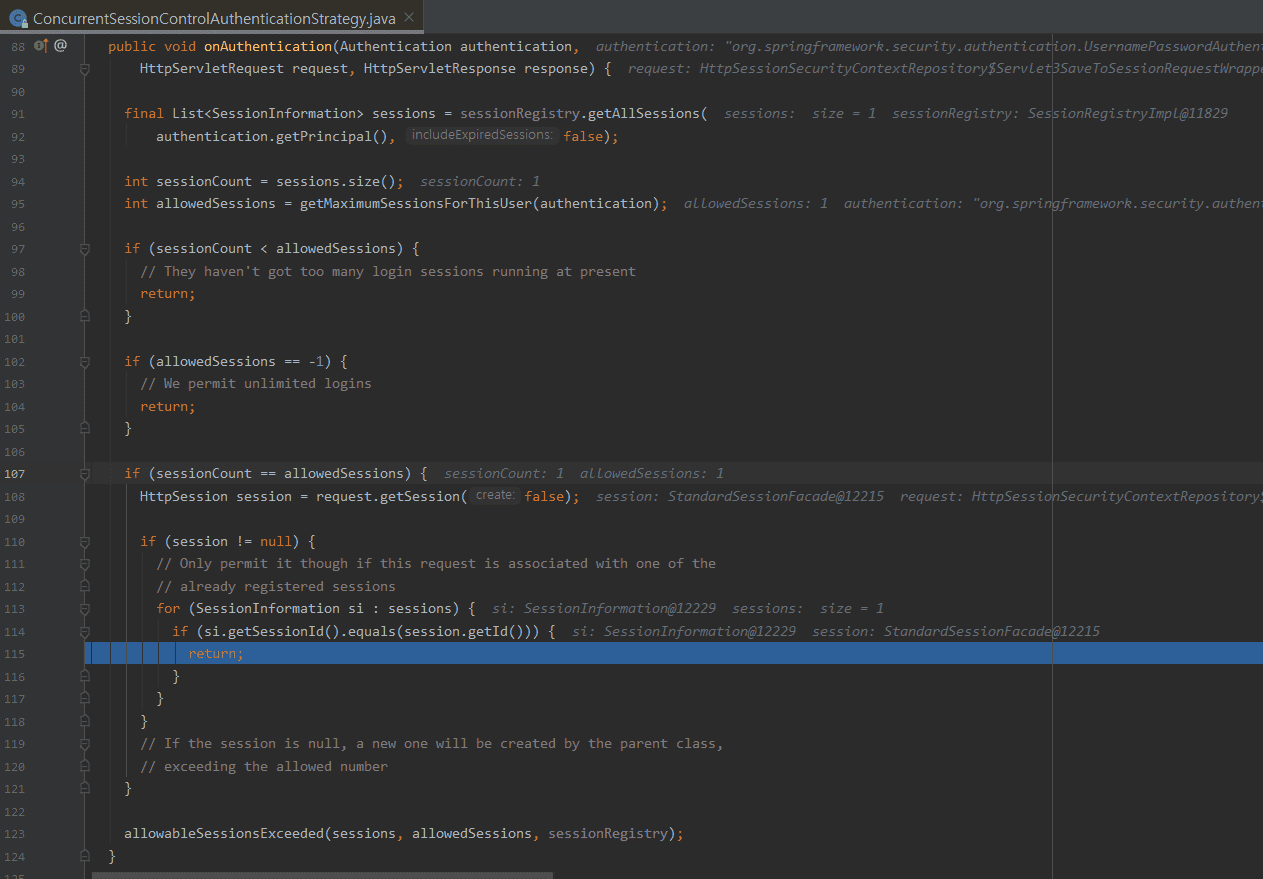 ConcurrentSessionControlAuthenticationStrategy.java
88 @ public void onAuthentication(Authentication authentication, authentication: "org.springframework.security.authentication.UsernamePasswordAuthen
89 HttpServletRequest request, HttpServletResponse response) { request: HttpSessionSecurityContextRepository$Servlet3SaveToSessionRequestWrappe
90
91 final List<SessionInformation> sessions = sessionRegistry.getAllSessions( sessions: size = 1 sessionRegistry: SessionRegistryImpl@11829
92 authentication.getPrincipal(), includeExpiredSessions: false);
93
94 int sessionCount = sessions.size(); sessionCount: 1
95 int allowedSessions = getMaximumSessionsForThisUser(authentication); allowedSessions: 1 authentication: "org.springframework.security.authent
96
97 if (sessionCount < allowedSessions) {
98 // They haven't got too many login sessions running at present
99 return;
100 }
101
102 if (allowedSessions == -1) {
103 // We permit unlimited logins
104 return;
105 }
106
107 if (sessionCount == allowedSessions) { sessionCount: 1 allowedSessions: 1
108 HttpSession session = request.getSession( create: false); session: StandardSessionFacade@12215 request: HttpSessionSecurityContextRepository$
109
110 if (session != null) {
111 // Only permit it though if this request is associated with one of the
112 // already registered sessions
113 for (SessionInformation si : sessions) { si: SessionInformation@12229 sessions: size = 1
114 if (si.getSessionId().equals(session.getId())) { si: SessionInformation@12229 session: StandardSessionFacade@12215
115 return;
116 }
117 }
118 }
119 // If the session is null, a new one will be created by the parent class,
120 // exceeding the allowed number
121 }
122
123 allowableSessionsExceeded(sessions, allowedSessions, sessionRegistry);
124 }
125